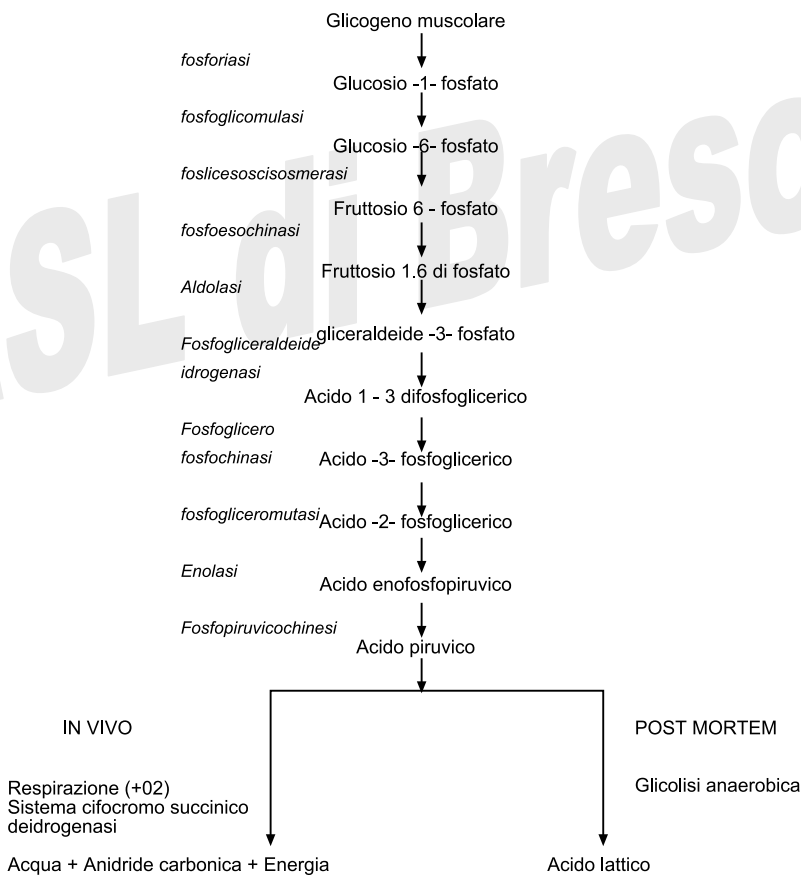 Glicogeno muscolare
fosforiasi
Glucosio -1- fosfato
fosfoglicomulasi
Glucosio -6- fosfato
foslicesoscisosmerasi
Fruttosio 6 - fosfato
fosfoesochinasi
Fruttosio 1.6 di fosfato
Aldolasi
gliceraldeide -3- fosfato
Fosfogliceraldeide
idrogenasi
Acido 1 - 3 difosfoglicerico
Fosfoglicero
fosfochinasi
Acido -3- fosfoglicerico
fosfogliceromutasi
Acido -2- fosfoglicerico
Enolasi
Acido enofosfopiruvico
Fosfopiruvicochinesi
Acido piruvico
IN VIVO
POST MORTEM
Respirazione (+02)
Sistema cifocromo succinico
deidrogenasi
Glicolisi anaerobica
Acqua + Anidride carbonica + Energia
Acido lattico
SL di Bresc